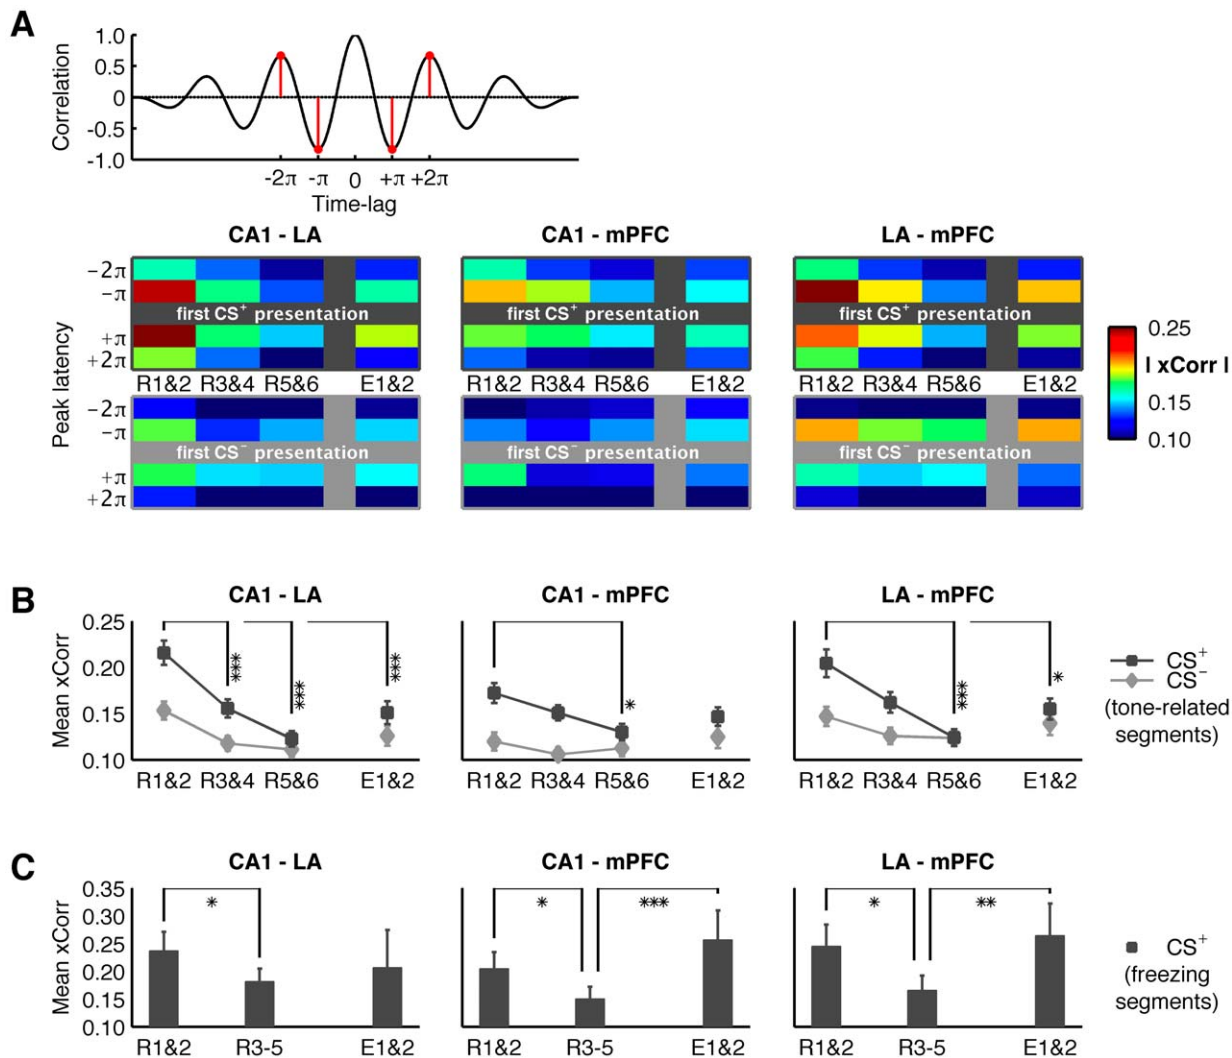 A
Correlation
1.0
0.5
0
-0.5
-1.0
-2π -π 0 +π +2π
Time-lag
CA1 - LA CA1 - mPFC LA - mPFC
Peak latency
−2π
−π
first CS+ presentation first CS+ presentation first CS+ presentation
+π
+2π
R1&2 R3&4 R5&6 E1&2 R1&2 R3&4 R5&6 E1&2 R1&2 R3&4 R5&6 E1&2
−2π
−π
first CS− presentation first CS− presentation first CS− presentation
+π
+2π
0.25
I xCorr I
0.15
0.10
B
CA1 - LA CA1 - mPFC LA - mPFC
Mean xCorr
0.25
0.20
0.15
0.10
*** *** *** * *** *
R1&2 R3&4 R5&6 E1&2 R1&2 R3&4 R5&6 E1&2 R1&2 R3&4 R5&6 E1&2
CS+
CS−
(tone-related
segments)
C
CA1 - LA CA1 - mPFC LA - mPFC
Mean xCorr
0.35
0.30
0.25
0.20
0.15
0.10
* * *** * **
R1&2 R3-5 E1&2 R1&2 R3-5 E1&2 R1&2 R3-5 E1&2
CS+
(freezing
segments)